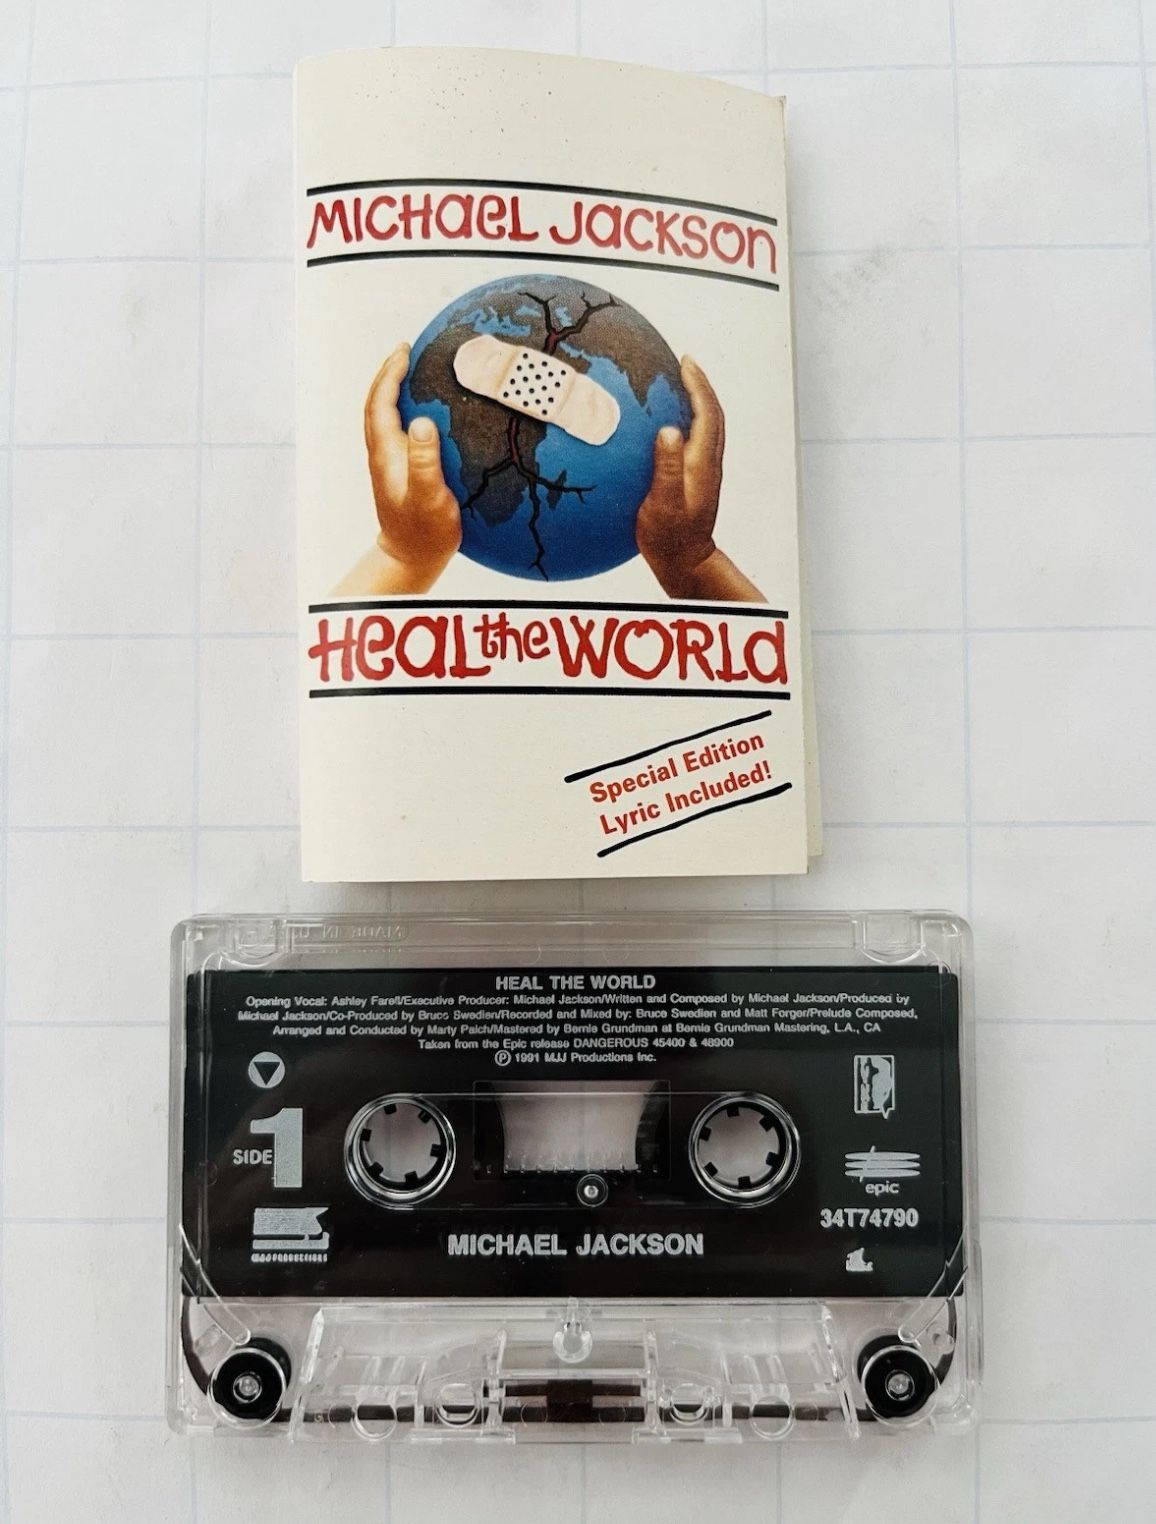 MICHAEL JACKSON
HEAL the WORLD
Special Edition
Lyric Included!
MADE IN U.S.A.
HEAL THE WORLD
Opening Vocal: Ashley Farell/Executive Producer: Michael Jackson/Written and Composed by Michael Jackson/Produced by
Michael Jackson/Co-Produced by Bruce Swedien/Recorded and Mixed by: Bruce Swedien and Matt Forger/Prelude Composed,
Arranged and Conducted by Marty Paich/Mastered by Bernie Grundman at Bernie Grundman Mastering, L.A., CA
Taken from the Epic release DANGEROUS 45400 & 48900
Ⓟ 1991 MJJ Productions Inc.
SIDE 1
epic
34T74790
MJJ PRODUCTIONS
MICHAEL JACKSON